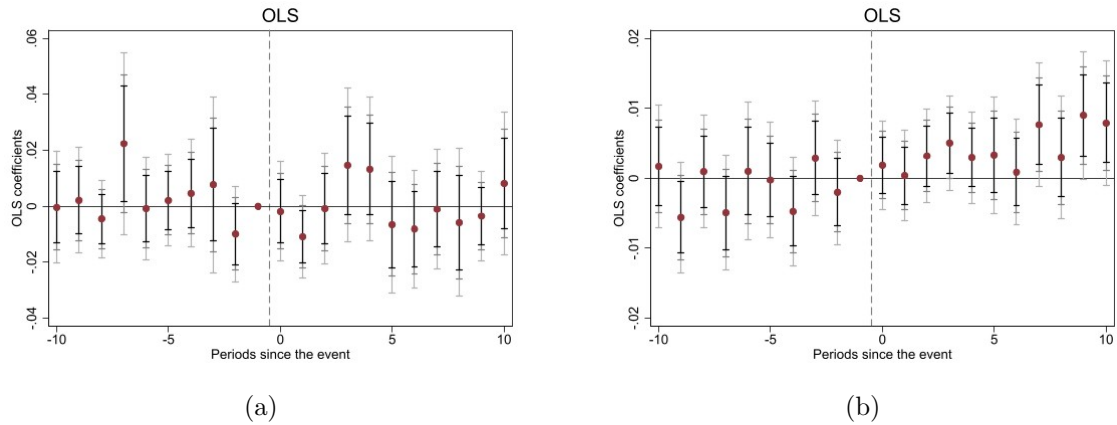 OLS
OLS coefficients
.06
.04
.02
0
-.02
-.04
-10
-5
0
5
10
Periods since the event
(a)
OLS
OLS coefficients
.02
.01
0
-.01
-.02
-10
-5
0
5
10
Periods since the event
(b)